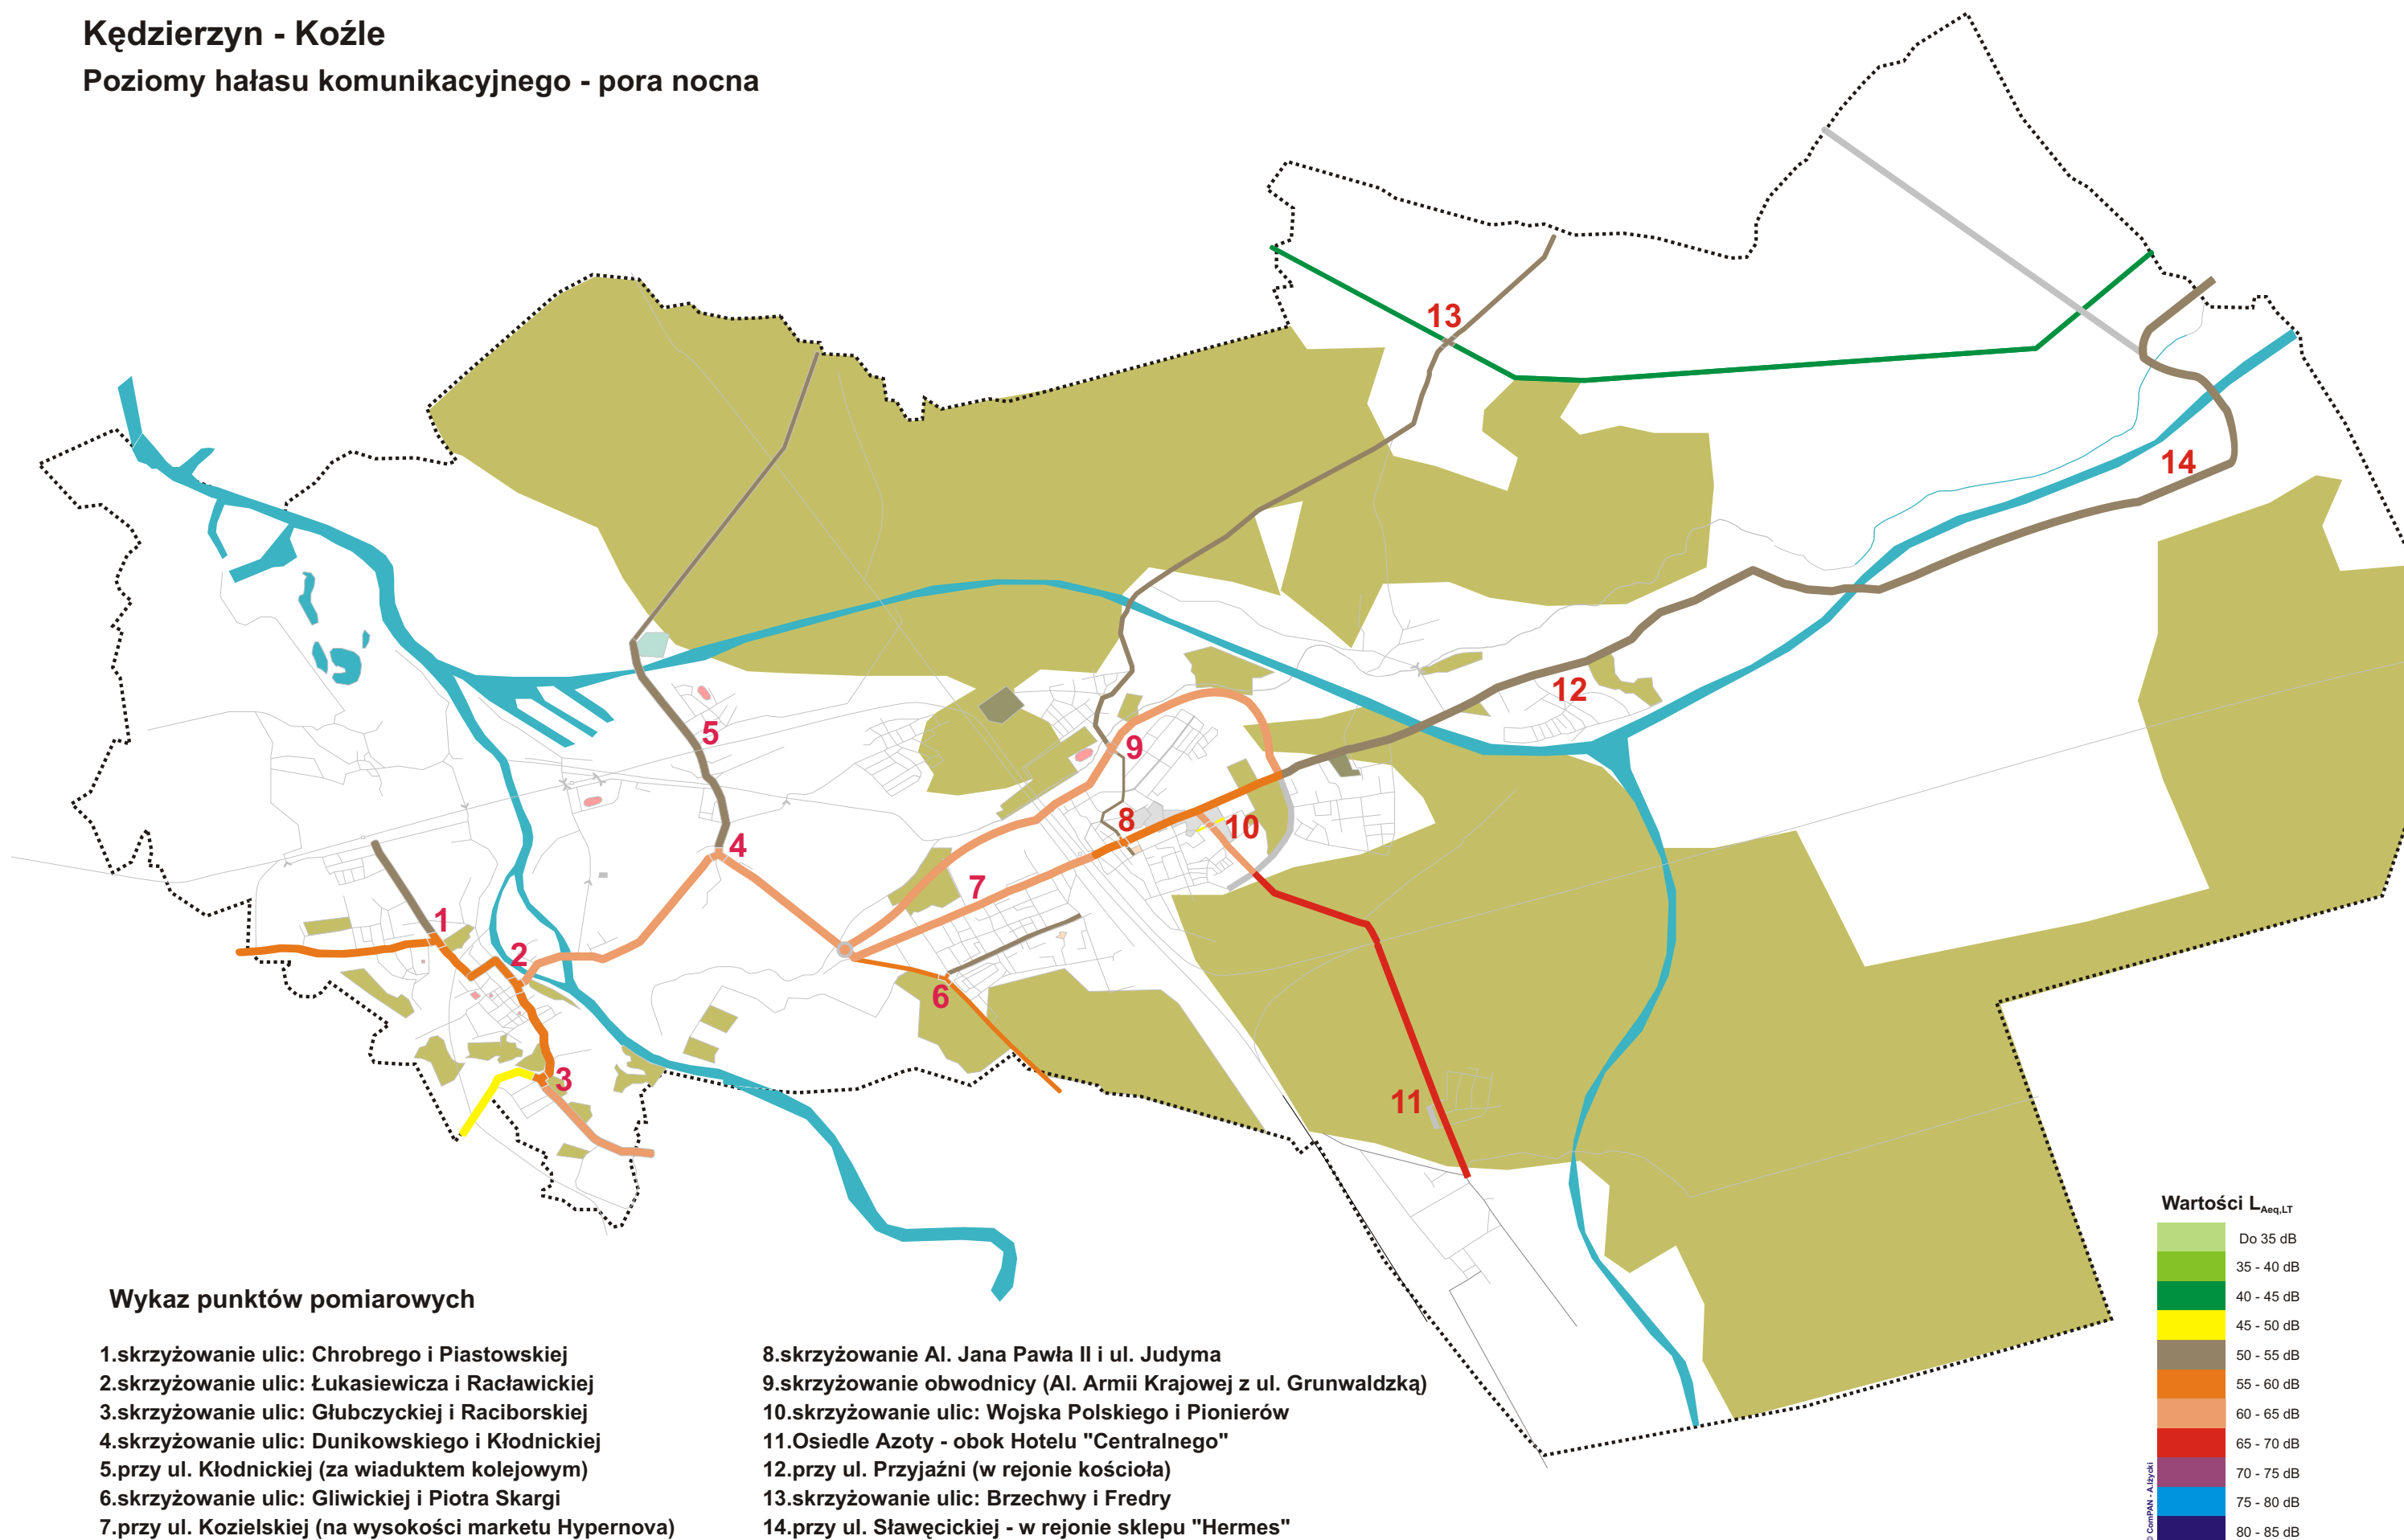 Kędzierzyn - Koźle
Poziomy hałasu komunikacyjnego - pora nocna
13
14
12
5
9
8
10
4
7
1
2
6
3
11
Wykaz punktów pomiarowych
1.skrzyżowanie ulic: Chrobrego i Piastowskiej
2.skrzyżowanie ulic: Łukasiewicza i Racławickiej
3.skrzyżowanie ulic: Głubczyckiej i Raciborskiej
4.skrzyżowanie ulic: Dunikowskiego i Kłodnickiej
5.przy ul. Kłodnickiej (za wiaduktem kolejowym)
6.skrzyżowanie ulic: Gliwickiej i Piotra Skargi
7.przy ul. Kozielskiej (na wysokości marketu Hypernova)
8.skrzyżowanie Al. Jana Pawła II i ul. Judyma
9.skrzyżowanie obwodnicy (Al. Armii Krajowej z ul. Grunwaldzką)
10.skrzyżowanie ulic: Wojska Polskiego i Pionierów
11.Osiedle Azoty - obok Hotelu "Centralnego"
12.przy ul. Przyjaźni (w rejonie kościoła)
13.skrzyżowanie ulic: Brzechwy i Fredry
14.przy ul. Sławęcickiej - w rejonie sklepu "Hermes"
Wartości LAeq,LT
Do 35 dB
35 - 40 dB
40 - 45 dB
45 - 50 dB
50 - 55 dB
55 - 60 dB
60 - 65 dB
65 - 70 dB
70 - 75 dB
75 - 80 dB
80 - 85 dB
© ComPAN - A.Iżycki